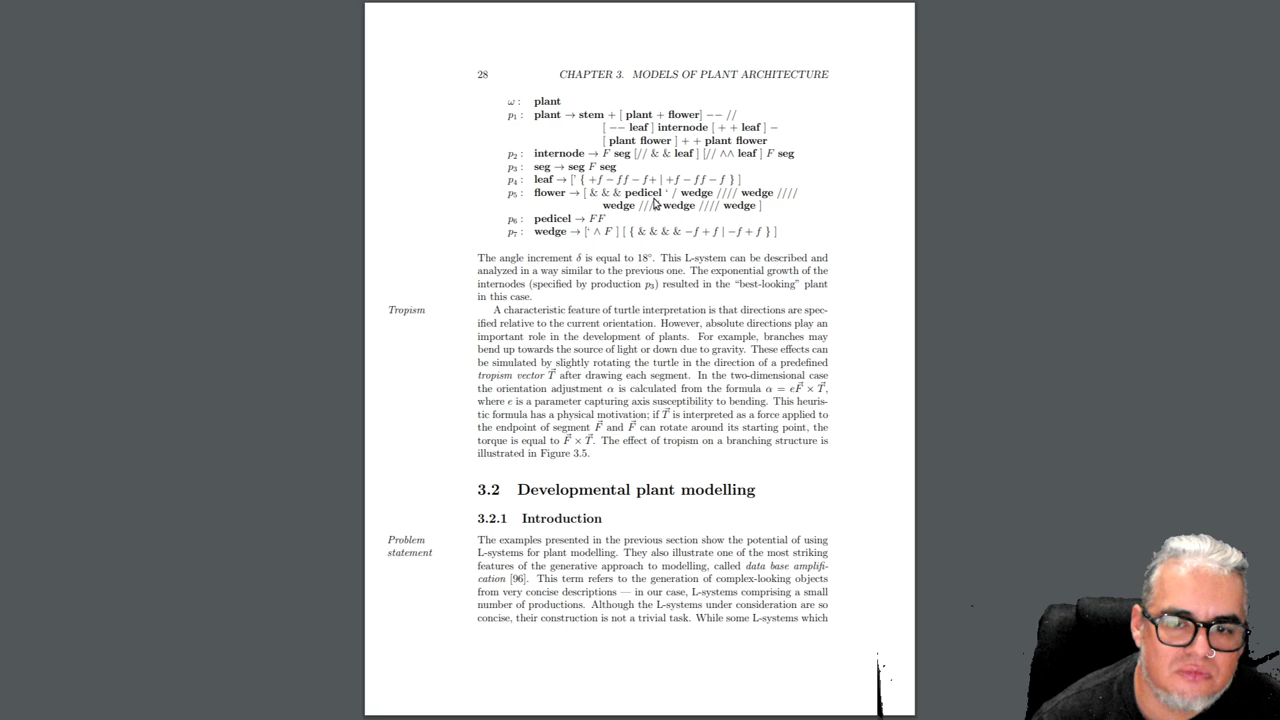 28 CHAPTER 3. MODELS OF PLANT ARCHITECTURE
ω : plant
p₁ : plant → stem + [ plant + flower] −− //
[ −− leaf ] internode [ + + leaf ] −
[ plant flower ] + + plant flower
p₂ : internode → F seg [// & & leaf ] [// ∧∧ leaf ] F seg
p₃ : seg → seg F seg
p₄ : leaf → [' { +f − ff − f+ | +f − ff − f } ]
p₅ : flower → [ & & & pedicel ‘ / wedge //// wedge ////
wedge //// wedge //// wedge ]
p₆ : pedicel → FF
p₇ : wedge → [‘ ∧ F ] [ { & & & & −f + f | −f + f } ]
The angle increment δ is equal to 18°. This L-system can be described and
analyzed in a way similar to the previous one. The exponential growth of the
internodes (specified by production p₃) resulted in the “best-looking” plant
in this case.
Tropism
A characteristic feature of turtle interpretation is that directions are spec-
ified relative to the current orientation. However, absolute directions play an
important role in the development of plants. For example, branches may
bend up towards the source of light or down due to gravity. These effects can
be simulated by slightly rotating the turtle in the direction of a predefined
tropism vector T⃗ after drawing each segment. In the two-dimensional case
the orientation adjustment α is calculated from the formula α = eF⃗ × T⃗,
where e is a parameter capturing axis susceptibility to bending. This heuris-
tic formula has a physical motivation; if T⃗ is interpreted as a force applied to
the endpoint of segment F⃗ and F⃗ can rotate around its starting point, the
torque is equal to F⃗ × T⃗. The effect of tropism on a branching structure is
illustrated in Figure 3.5.
3.2 Developmental plant modelling
3.2.1 Introduction
Problem
statement
The examples presented in the previous section show the potential of using
L-systems for plant modelling. They also illustrate one of the most striking
features of the generative approach to modelling, called data base amplifi-
cation [96]. This term refers to the generation of complex-looking objects
from very concise descriptions — in our case, L-systems comprising a small
number of productions. Although the L-systems under consideration are so
concise, their construction is not a trivial task. While some L-systems which